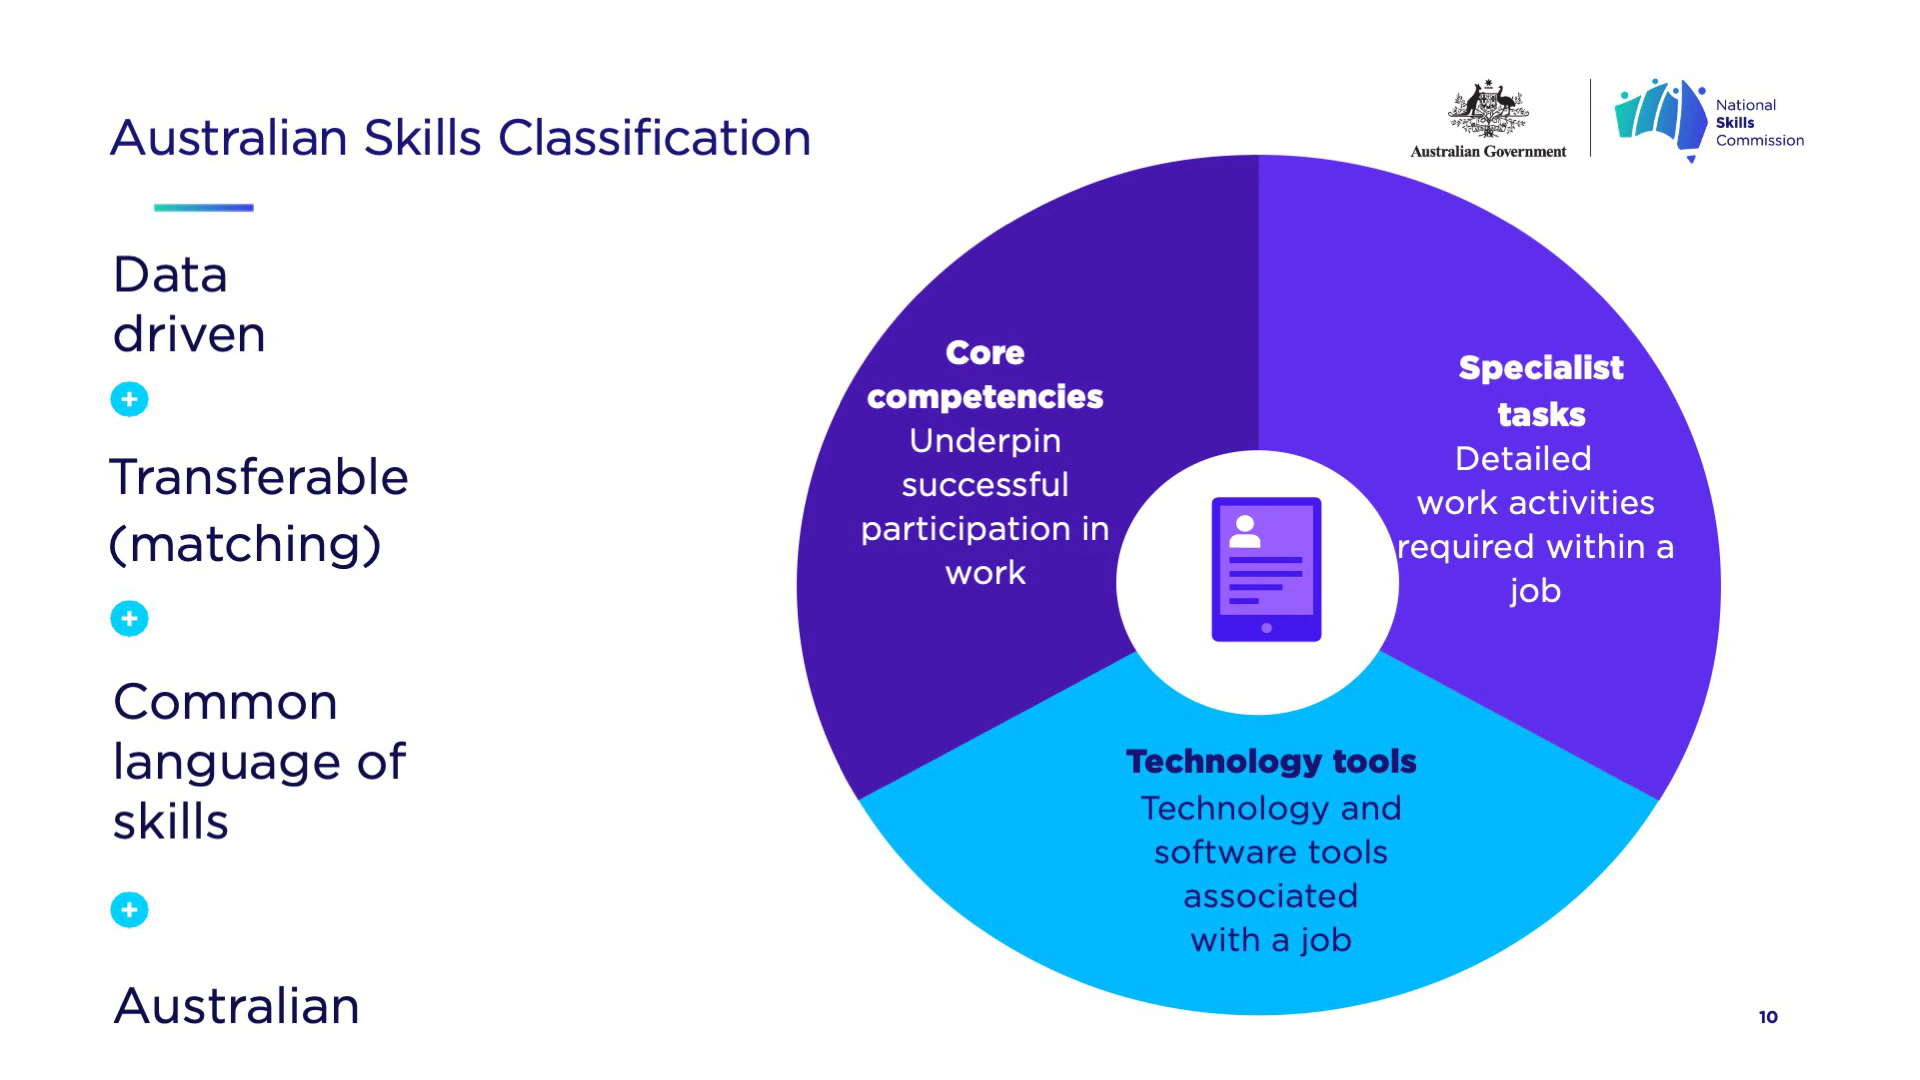 Australian Skills Classification
Australian Government
National
Skills
Commission
Data
driven
+
Transferable
(matching)
+
Common
language of
skills
+
Australian
Core
competencies
Underpin
successful
participation in
work
Specialist
tasks
Detailed
work activities
required within a
job
Technology tools
Technology and
software tools
associated
with a job
10